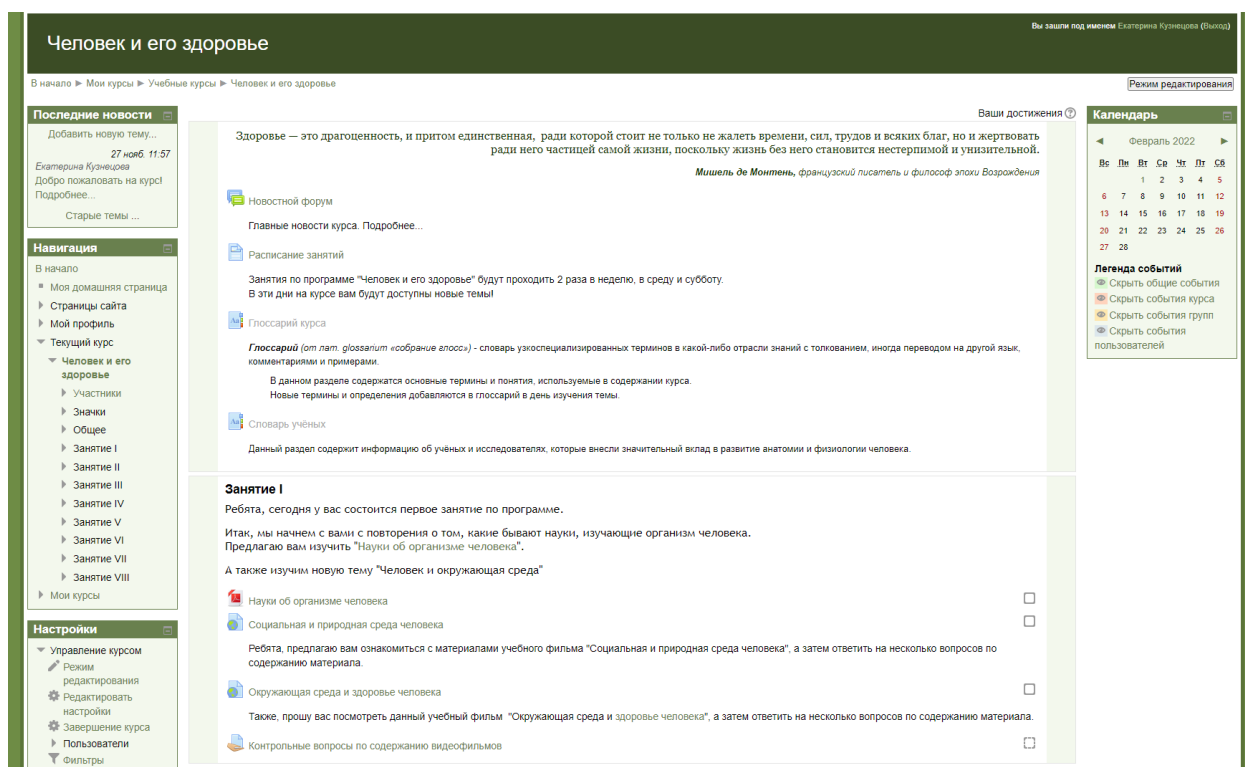 Человек и его здоровье
Вы зашли под именем Екатерина Кузнецова (Выход)
В начало ► Мои курсы ► Учебные курсы ► Человек и его здоровье
Режим редактирования
Последние новости
Добавить новую тему...
27 нояб. 11:57
Екатерина Кузнецова
Добро пожаловать на курс!
Подробнее...
Старые темы ...
Навигация
В начало
Моя домашняя страница
Страницы сайта
Мой профиль
Текущий курс
Человек и его
здоровье
Участники
Значки
Общее
Занятие I
Занятие II
Занятие III
Занятие IV
Занятие V
Занятие VI
Занятие VII
Занятие VIII
Мои курсы
Настройки
Управление курсом
Режим
редактирования
Редактировать
настройки
Завершение курса
Пользователи
Фильтры
Ваши достижения
Здоровье — это драгоценность, и притом единственная, ради которой стоит не только не жалеть времени, сил, трудов и всяких благ, но и жертвовать
ради него частицей самой жизни, поскольку жизнь без него становится нестерпимой и унизительной.
Мишель де Монтень, французский писатель и философ эпохи Возрождения
Новостной форум
Главные новости курса. Подробнее...
Расписание занятий
Занятия по программе "Человек и его здоровье" будут проходить 2 раза в неделю, в среду и субботу.
В эти дни на курсе вам будут доступны новые темы!
Глоссарий курса
Глоссарий (от лат. glossarium «собрание глосс») - словарь узкоспециализированных терминов в какой-либо отрасли знаний с толкованием, иногда переводом на другой язык,
комментариями и примерами.
В данном разделе содержатся основные термины и понятия, используемые в содержании курса.
Новые термины и определения добавляются в глоссарий в день изучения темы.
Словарь учёных
Данный раздел содержит информацию об учёных и исследователях, которые внесли значительный вклад в развитие анатомии и физиологии человека.
Занятие I
Ребята, сегодня у вас состоится первое занятие по программе.
Итак, мы начнем с вами с повторения о том, какие бывают науки, изучающие организм человека.
Предлагаю вам изучить "Науки об организме человека".
А также изучим новую тему "Человек и окружающая среда"
Науки об организме человека
Социальная и природная среда человека
Ребята, предлагаю вам ознакомиться с материалами учебного фильма "Социальная и природная среда человека", а затем ответить на несколько вопросов по
содержанию материала.
Окружающая среда и здоровье человека
Также, прошу вас посмотреть данный учебный фильм "Окружающая среда и здоровье человека", а затем ответить на несколько вопросов по содержанию материала.
Контрольные вопросы по содержанию видеофильмов
Календарь
◄ Февраль 2022 ►
Вс Пн Вт Ср Чт Пт Сб
1 2 3 4 5
6 7 8 9 10 11 12
13 14 15 16 17 18 19
20 21 22 23 24 25 26
27 28
Легенда событий
Скрыть общие события
Скрыть события курса
Скрыть события групп
Скрыть события
пользователей